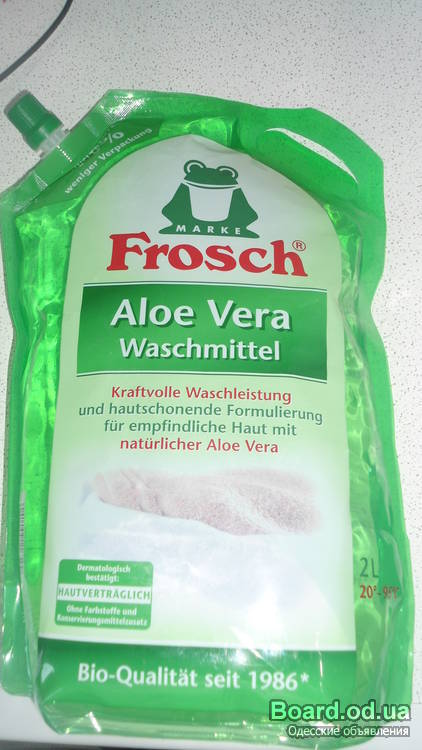 % 
weniger Verpackung
MARKE
Frosch®
Aloe Vera
Waschmittel
Kraftvolle Waschleistung
und hautschonende Formulierung
für empfindliche Haut mit
natürlicher Aloe Vera
Dermatologisch
bestätigt:
HAUTVERTRÄGLICH
Ohne Farbstoffe und
Konservierungsmittelzusatz
2L
20°-
Bio-Qualität seit 1986*
Board.od.ua
Одесские объявления